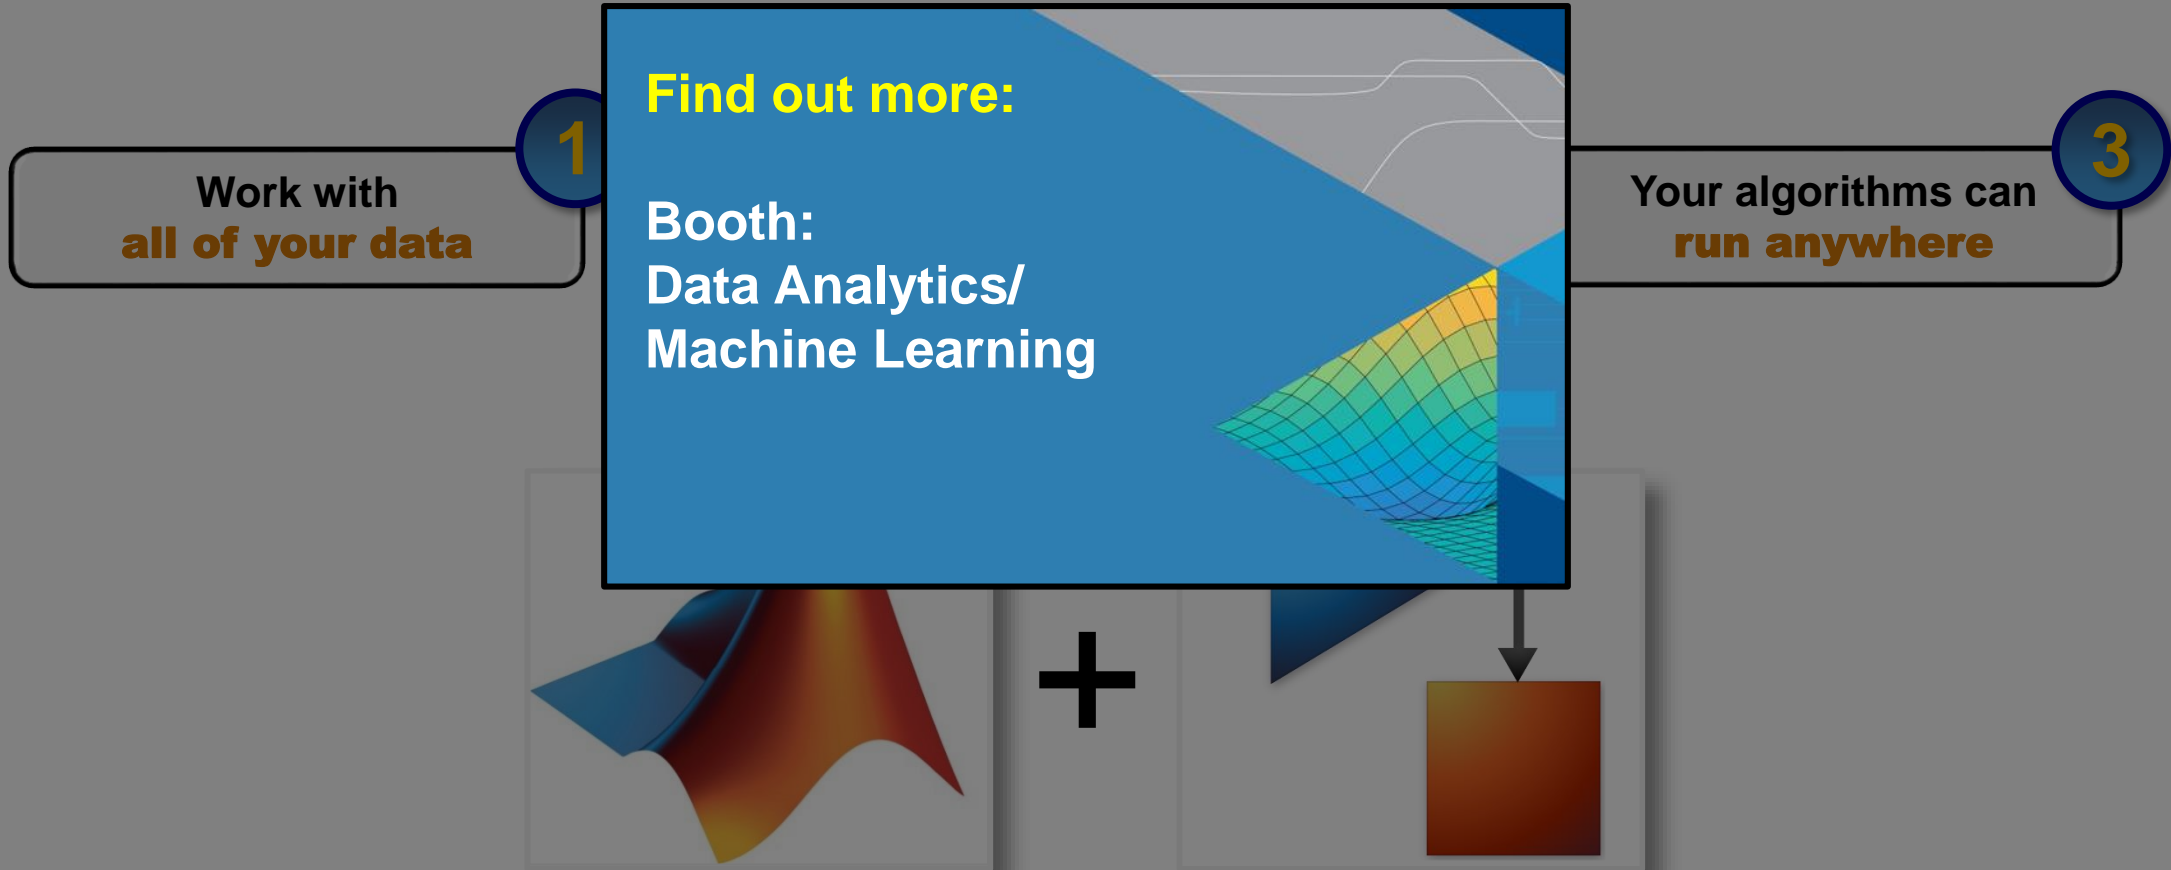 1
Work with
all of your data
Find out more:
Booth:
Data Analytics/
Machine Learning
3
Your algorithms can
run anywhere
+